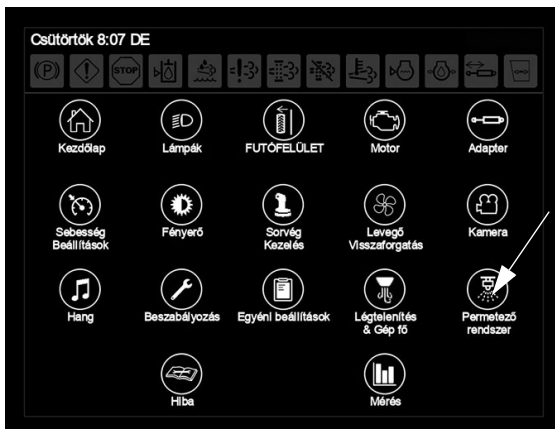 Csütörtök 8:07 DE
(P) STOP
Kezdőlap Lámpák FUTÓFELÜLET Motor Adapter
Sebesség Fényerő Sorvég Levegő Kamera
Beállítások Kezelés Visszaforgatás
Hang Beszabályozás Egyéni beállítások Légtelenítés Permetező
& Gép fő rendszer
Hiba Mérés